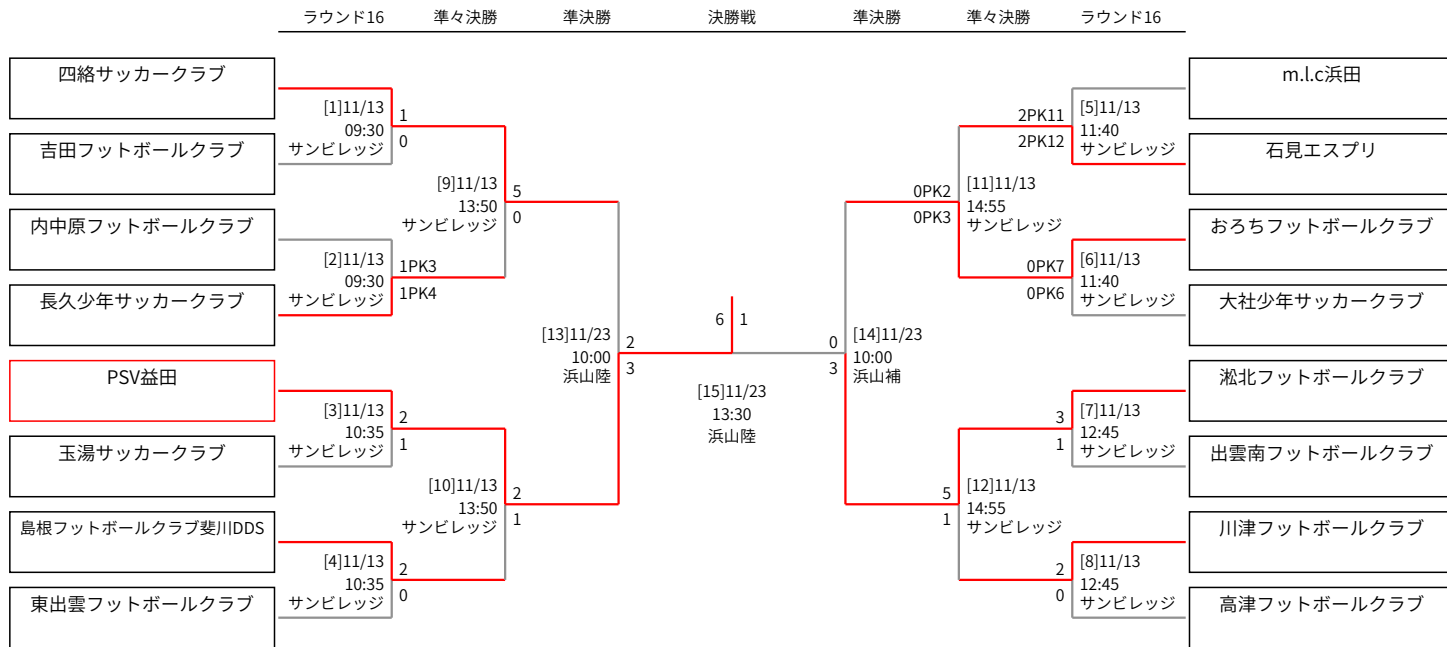 ラウンド16 準々決勝 準決勝 決勝戦 準決勝 準々決勝 ラウンド16
四絡サッカークラブ
吉田フットボールクラブ
内中原フットボールクラブ
長久少年サッカークラブ
PSV益田
玉湯サッカークラブ
島根フットボールクラブ斐川DDS
東出雲フットボールクラブ
[1]11/13
09:30
サンビレッジ
1
0
[2]11/13
09:30
サンビレッジ
1PK3
1PK4
[3]11/13
10:35
サンビレッジ
2
1
[4]11/13
10:35
サンビレッジ
2
0
[9]11/13
13:50
サンビレッジ
5
0
[10]11/13
13:50
サンビレッジ
2
1
[13]11/23
10:00
浜山陸
2
3
6 1
[15]11/23
13:30
浜山陸
0
3
[14]11/23
10:00
浜山補
0PK2
0PK3
[11]11/13
14:55
サンビレッジ
5
1
[12]11/13
14:55
サンビレッジ
2PK11
2PK12
[5]11/13
11:40
サンビレッジ
0PK7
0PK6
[6]11/13
11:40
サンビレッジ
3
1
[7]11/13
12:45
サンビレッジ
2
0
[8]11/13
12:45
サンビレッジ
m.l.c浜田
石見エスプリ
おろちフットボールクラブ
大社少年サッカークラブ
淞北フットボールクラブ
出雲南フットボールクラブ
川津フットボールクラブ
高津フットボールクラブ